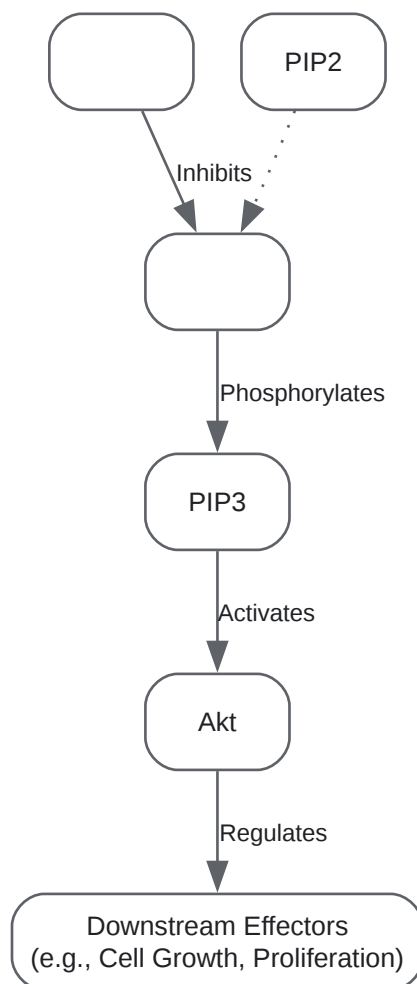 PIP2
Inhibits
Phosphorylates
PIP3
Activates
Akt
Regulates
Downstream Effectors
(e.g., Cell Growth, Proliferation)